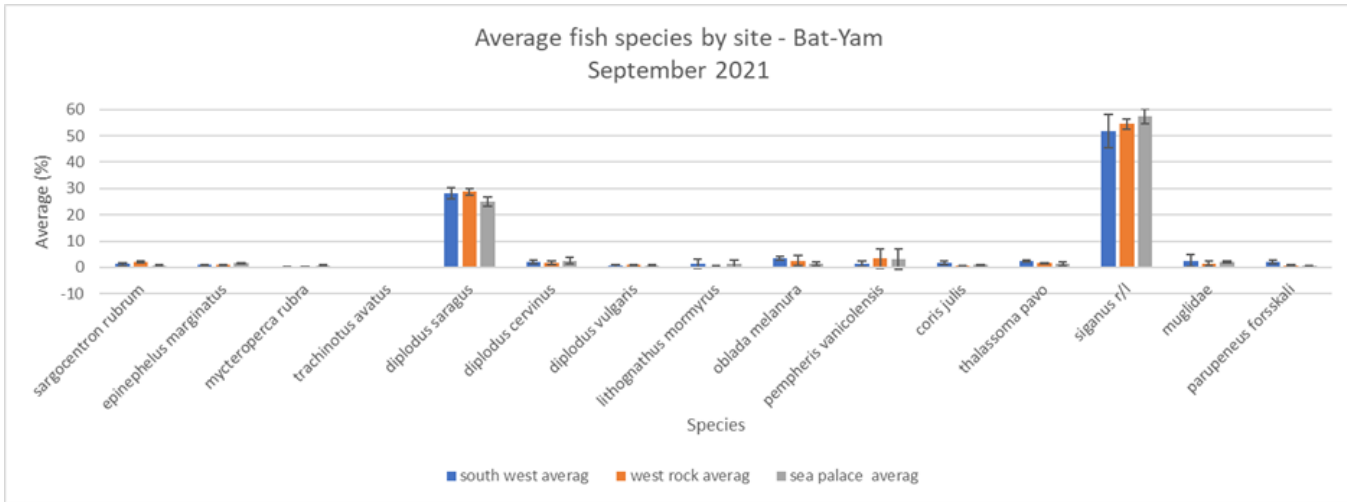 Average fish species by site - Bat-Yam
September 2021
Average (%)
60
50
40
30
20
10
0
-10
sargocentron rubrum
epinephelus marginatus
mycteroperca rubra
trachinotus avatus
diplodus saragus
diplodus cervinus
diplodus vulgaris
lithognathus mormyrus
oblada melanura
pempheris vanicolensis
coris julis
thalassoma pavo
siganus r/l
muglidae
parupeneus forsskali
Species
south west averag
west rock averag
sea palace averag